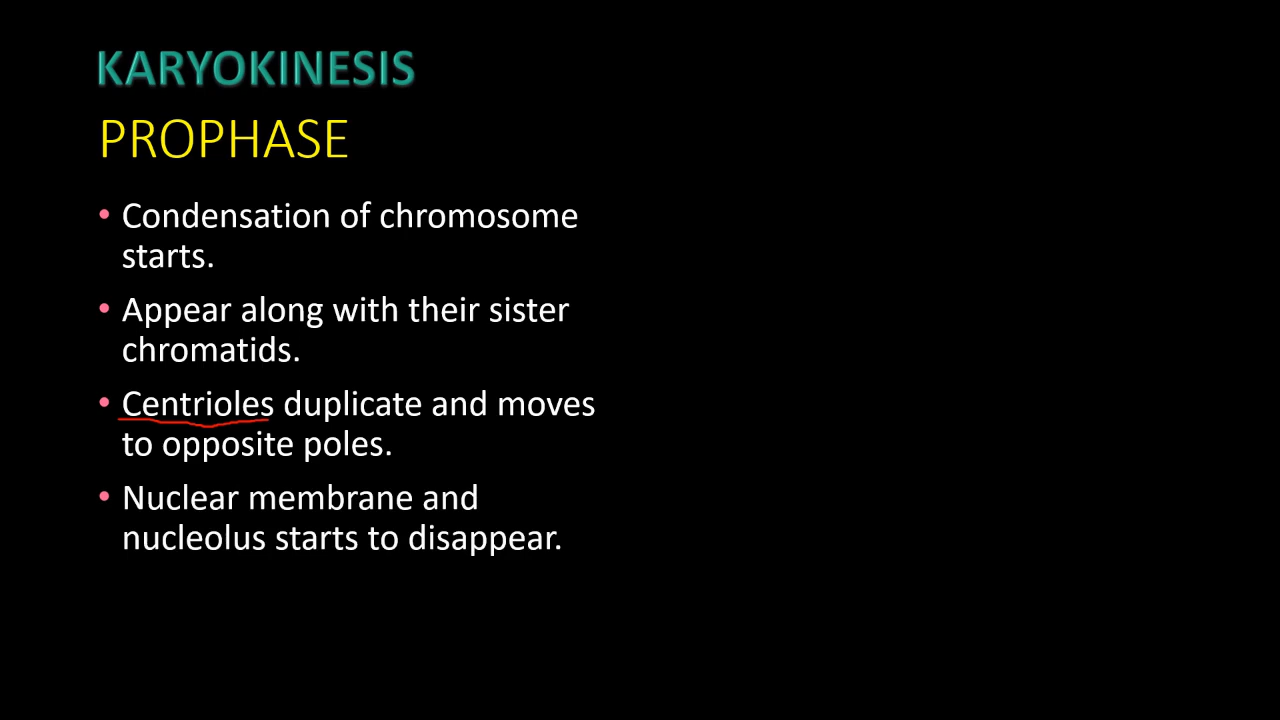 KARYOKINESIS
PROPHASE
• Condensation of chromosome
starts.
• Appear along with their sister
chromatids.
• Centrioles duplicate and moves
to opposite poles.
• Nuclear membrane and
nucleolus starts to disappear.